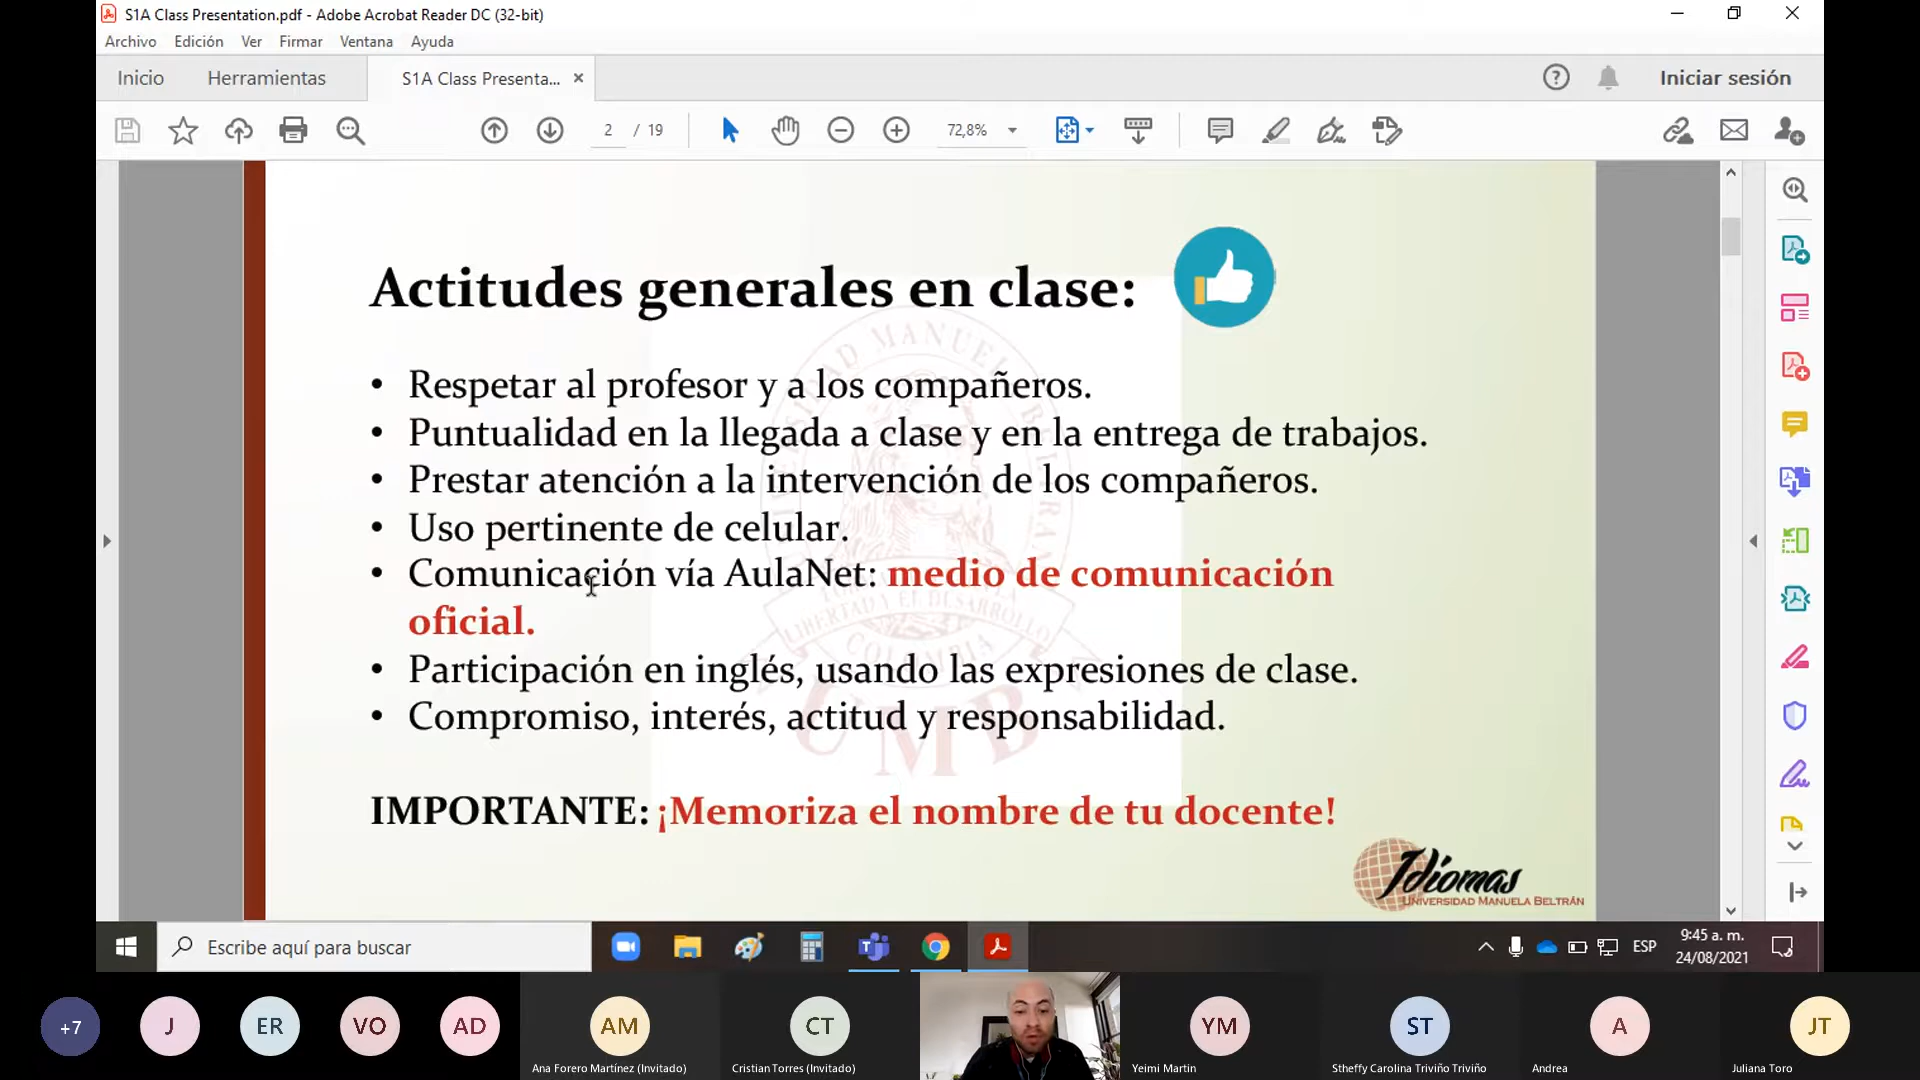 S1A Class Presentation.pdf - Adobe Acrobat Reader DC (32-bit)
Archivo Edición Ver Firmar Ventana Ayuda
Inicio Herramientas S1A Class Presenta... Iniciar sesión
2 / 19 72,8%
Actitudes generales en clase:
• Respetar al profesor y a los compañeros.
• Puntualidad en la llegada a clase y en la entrega de trabajos.
• Prestar atención a la intervención de los compañeros.
• Uso pertinente de celular.
• Comunicación vía AulaNet: medio de comunicación
oficial.
• Participación en inglés, usando las expresiones de clase.
• Compromiso, interés, actitud y responsabilidad.
UMB
IMPORTANTE: ¡Memoriza el nombre de tu docente!
Idiomas
UNIVERSIDAD MANUELA BELTRÁN
Escribe aquí para buscar
ESP
9:45 a. m.
24/08/2021
+7 J ER VO AD AM CT YM ST A JT
Ana Forero Martínez (Invitado) Cristian Torres (Invitado) Yeimi Martin Stheffy Carolina Triviño Triviño Andrea Juliana Toro